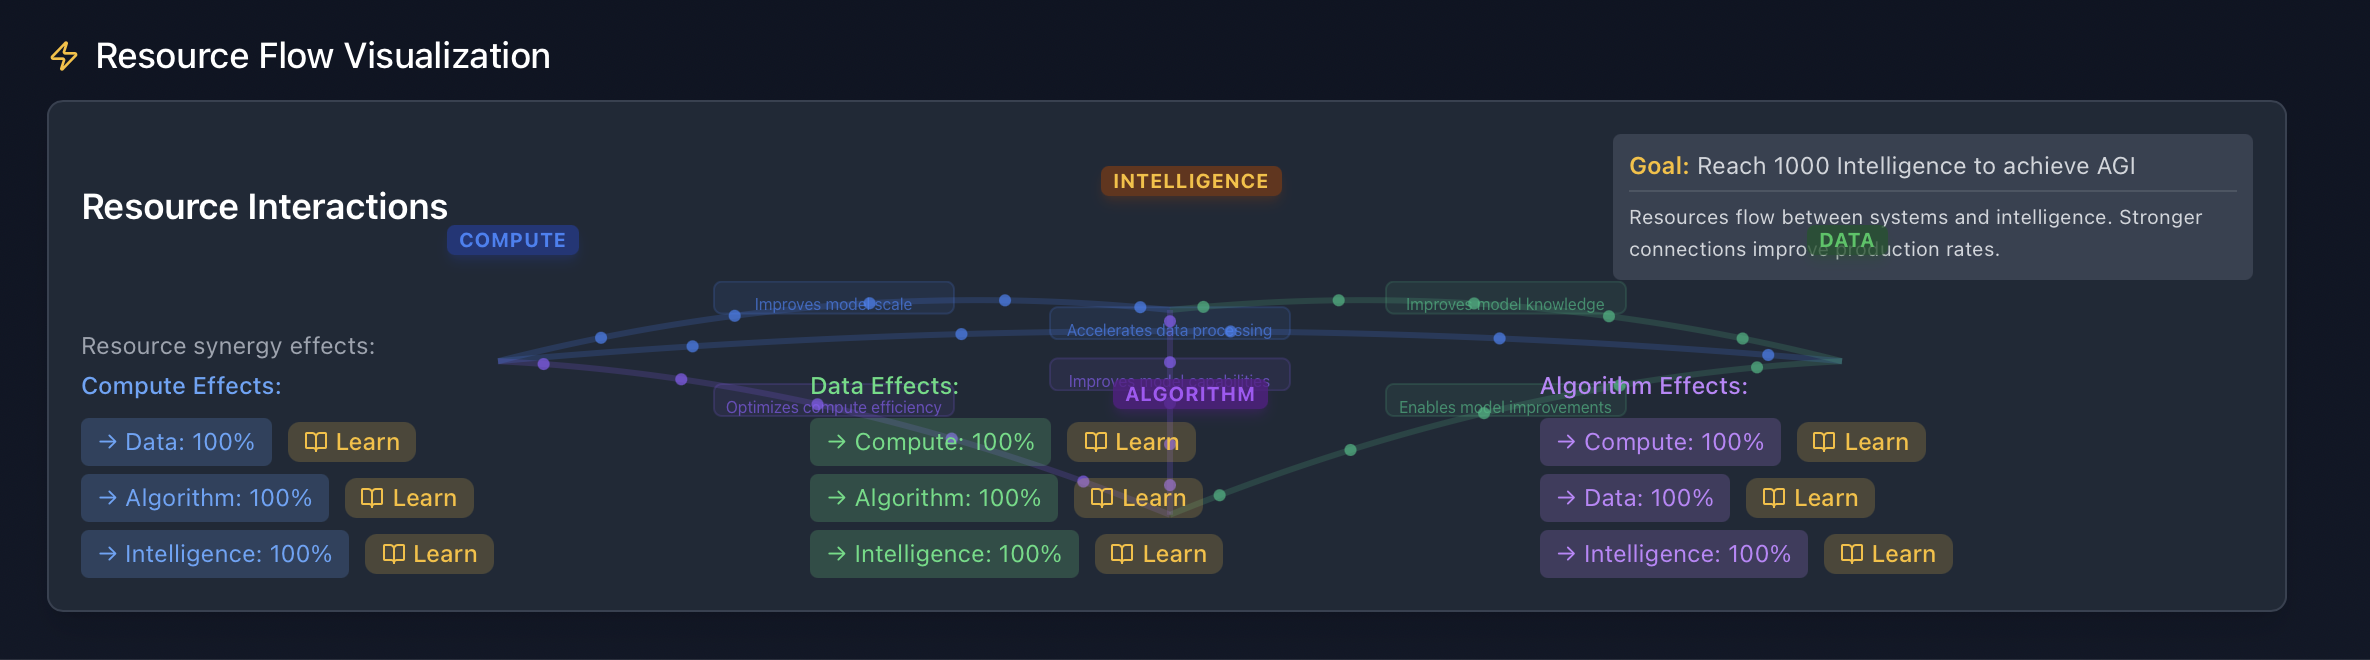 Resource Flow Visualization
INTELLIGENCE
Goal: Reach 1000 Intelligence to achieve AGI
Resource Interactions
Resources flow between systems and intelligence. Stronger
connections improve production rates.
COMPUTE
DATA
Improves model scale
Improves model knowledge
Accelerates data processing
Resource synergy effects:
Improves model capabilities
Compute Effects:
Data Effects:
ALGORITHM
Algorithm Effects:
Optimizes compute efficiency
Enables model improvements
→ Data: 100% Learn
→ Compute: 100% Learn
→ Compute: 100% Learn
→ Algorithm: 100% Learn
→ Algorithm: 100% Learn
→ Data: 100% Learn
→ Intelligence: 100% Learn
→ Intelligence: 100% Learn
→ Intelligence: 100% Learn